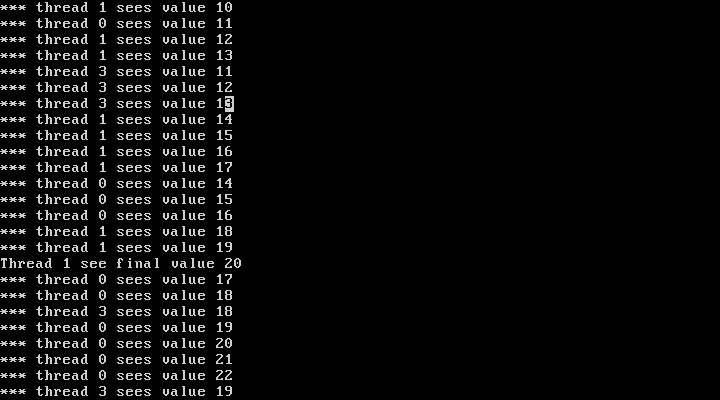 *** thread 1 sees value 10
*** thread 0 sees value 11
*** thread 1 sees value 12
*** thread 1 sees value 13
*** thread 3 sees value 11
*** thread 3 sees value 12
*** thread 3 sees value 13
*** thread 1 sees value 14
*** thread 1 sees value 15
*** thread 1 sees value 16
*** thread 1 sees value 17
*** thread 0 sees value 14
*** thread 0 sees value 15
*** thread 0 sees value 16
*** thread 1 sees value 18
*** thread 1 sees value 19
Thread 1 see final value 20
*** thread 0 sees value 17
*** thread 0 sees value 18
*** thread 3 sees value 18
*** thread 0 sees value 19
*** thread 0 sees value 20
*** thread 0 sees value 21
*** thread 0 sees value 22
*** thread 3 sees value 19